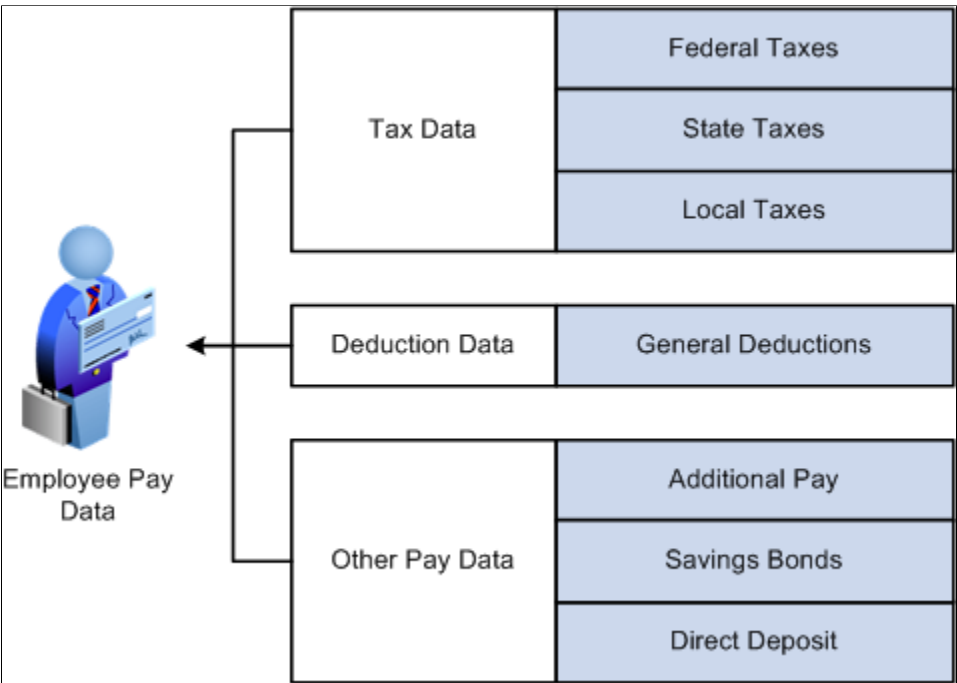 Federal Taxes
Tax Data
State Taxes
Local Taxes
Deduction Data
General Deductions
Employee Pay
Data
Additional Pay
Other Pay Data
Savings Bonds
Direct Deposit